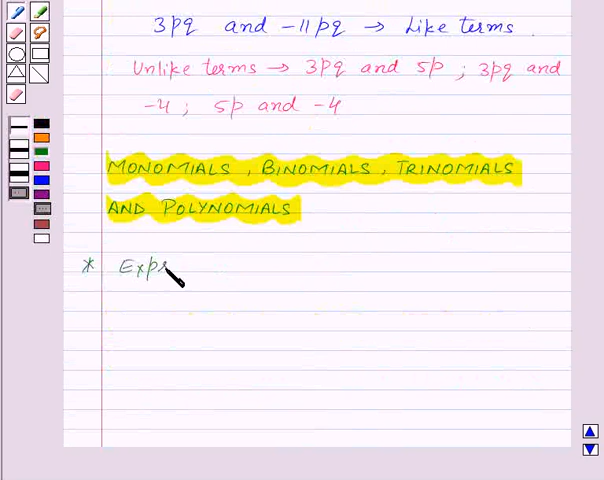 3pq and -11pq → Like terms.
Unlike terms → 3pq and 5p ; 3pq and
-4 ; 5p and -4
MONOMIALS , BINOMIALS , TRINOMIALS
AND POLYNOMIALS
* Expr